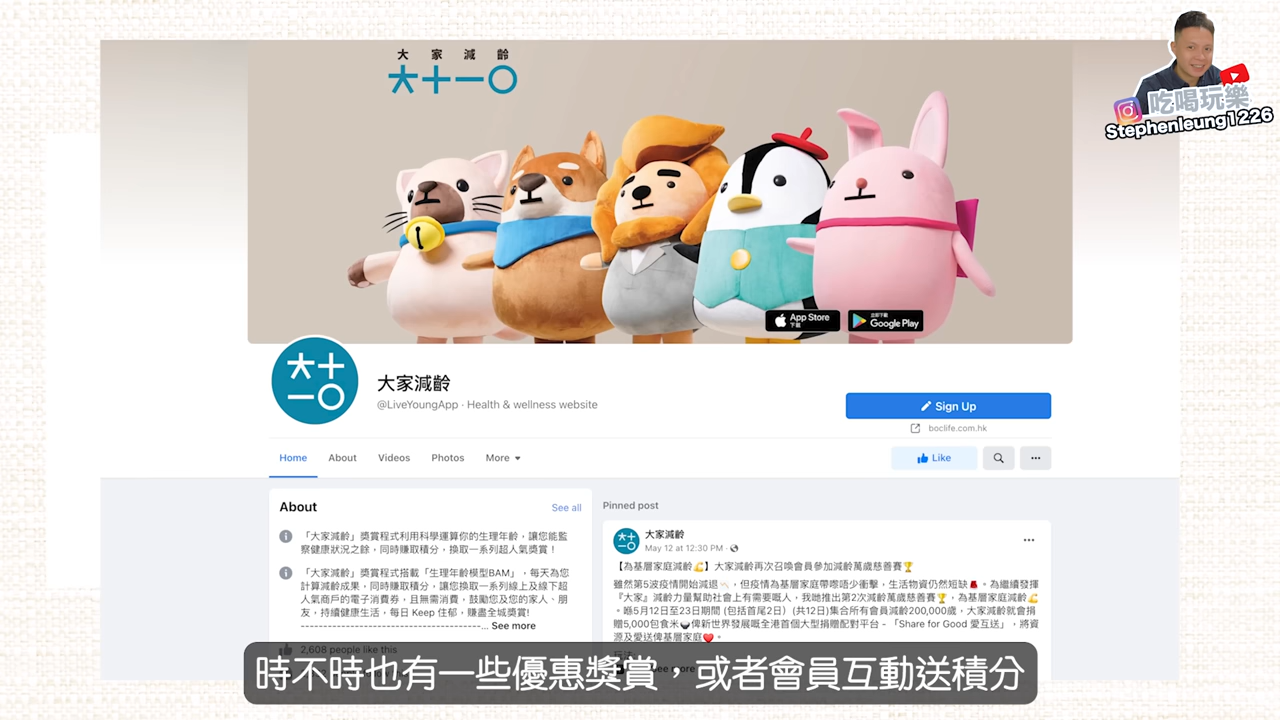 大家減齡
大十一〇
吃喝玩樂
Stephenleung1226
App Store
下載
立即下載
Google Play
大十一〇
大家減齡
@LiveYoungApp · Health & wellness website
Sign Up
boclife.com.hk
Home
About
Videos
Photos
More
Like
About
See all
「大家減齡」獎賞程式利用科學運算你的生理年齡，讓您能監
察健康狀況之餘，同時賺取積分，換取一系列超人氣獎賞！
「大家減齡」獎賞程式搭載「生理年齡模型BAM」，每天為您
計算減齡成果，同時賺取積分，讓您換取一系列線上及線下超
人氣商戶的電子消費券，且無需消費，鼓勵您及您的家人、朋
友，持續健康生活，每日 Keep 住郁，賺盡全城獎賞!
----------------------------------------... See more
2,608 people like this
Pinned post
大家減齡
May 12 at 12:30 PM ·
【為基層家庭減齡💪】大家減齡再次召喚會員參加減齡萬歲慈善賽🏆
雖然第5波疫情開始減退📉，但疫情為基層家庭帶嚟唔少衝擊，生活物資仍然短缺🆘。為繼續發揮
『大家』減齡力量幫助社會上有需要嘅人，我哋推出第2次減齡萬歲慈善賽🏆，為基層家庭減齡💪
。喺5月12日至23日期間 (包括首尾2日）(共12日)集合所有會員減齡200,000歲，大家減齡就會捐
贈5,000包食米🍚俾新世界發展嘅全港首個大型捐贈配對平台 - 「Share for Good 愛互送」，將資
源及愛送俾基層家庭❤️。
時不時也有一些優惠獎賞，或者會員互動送積分